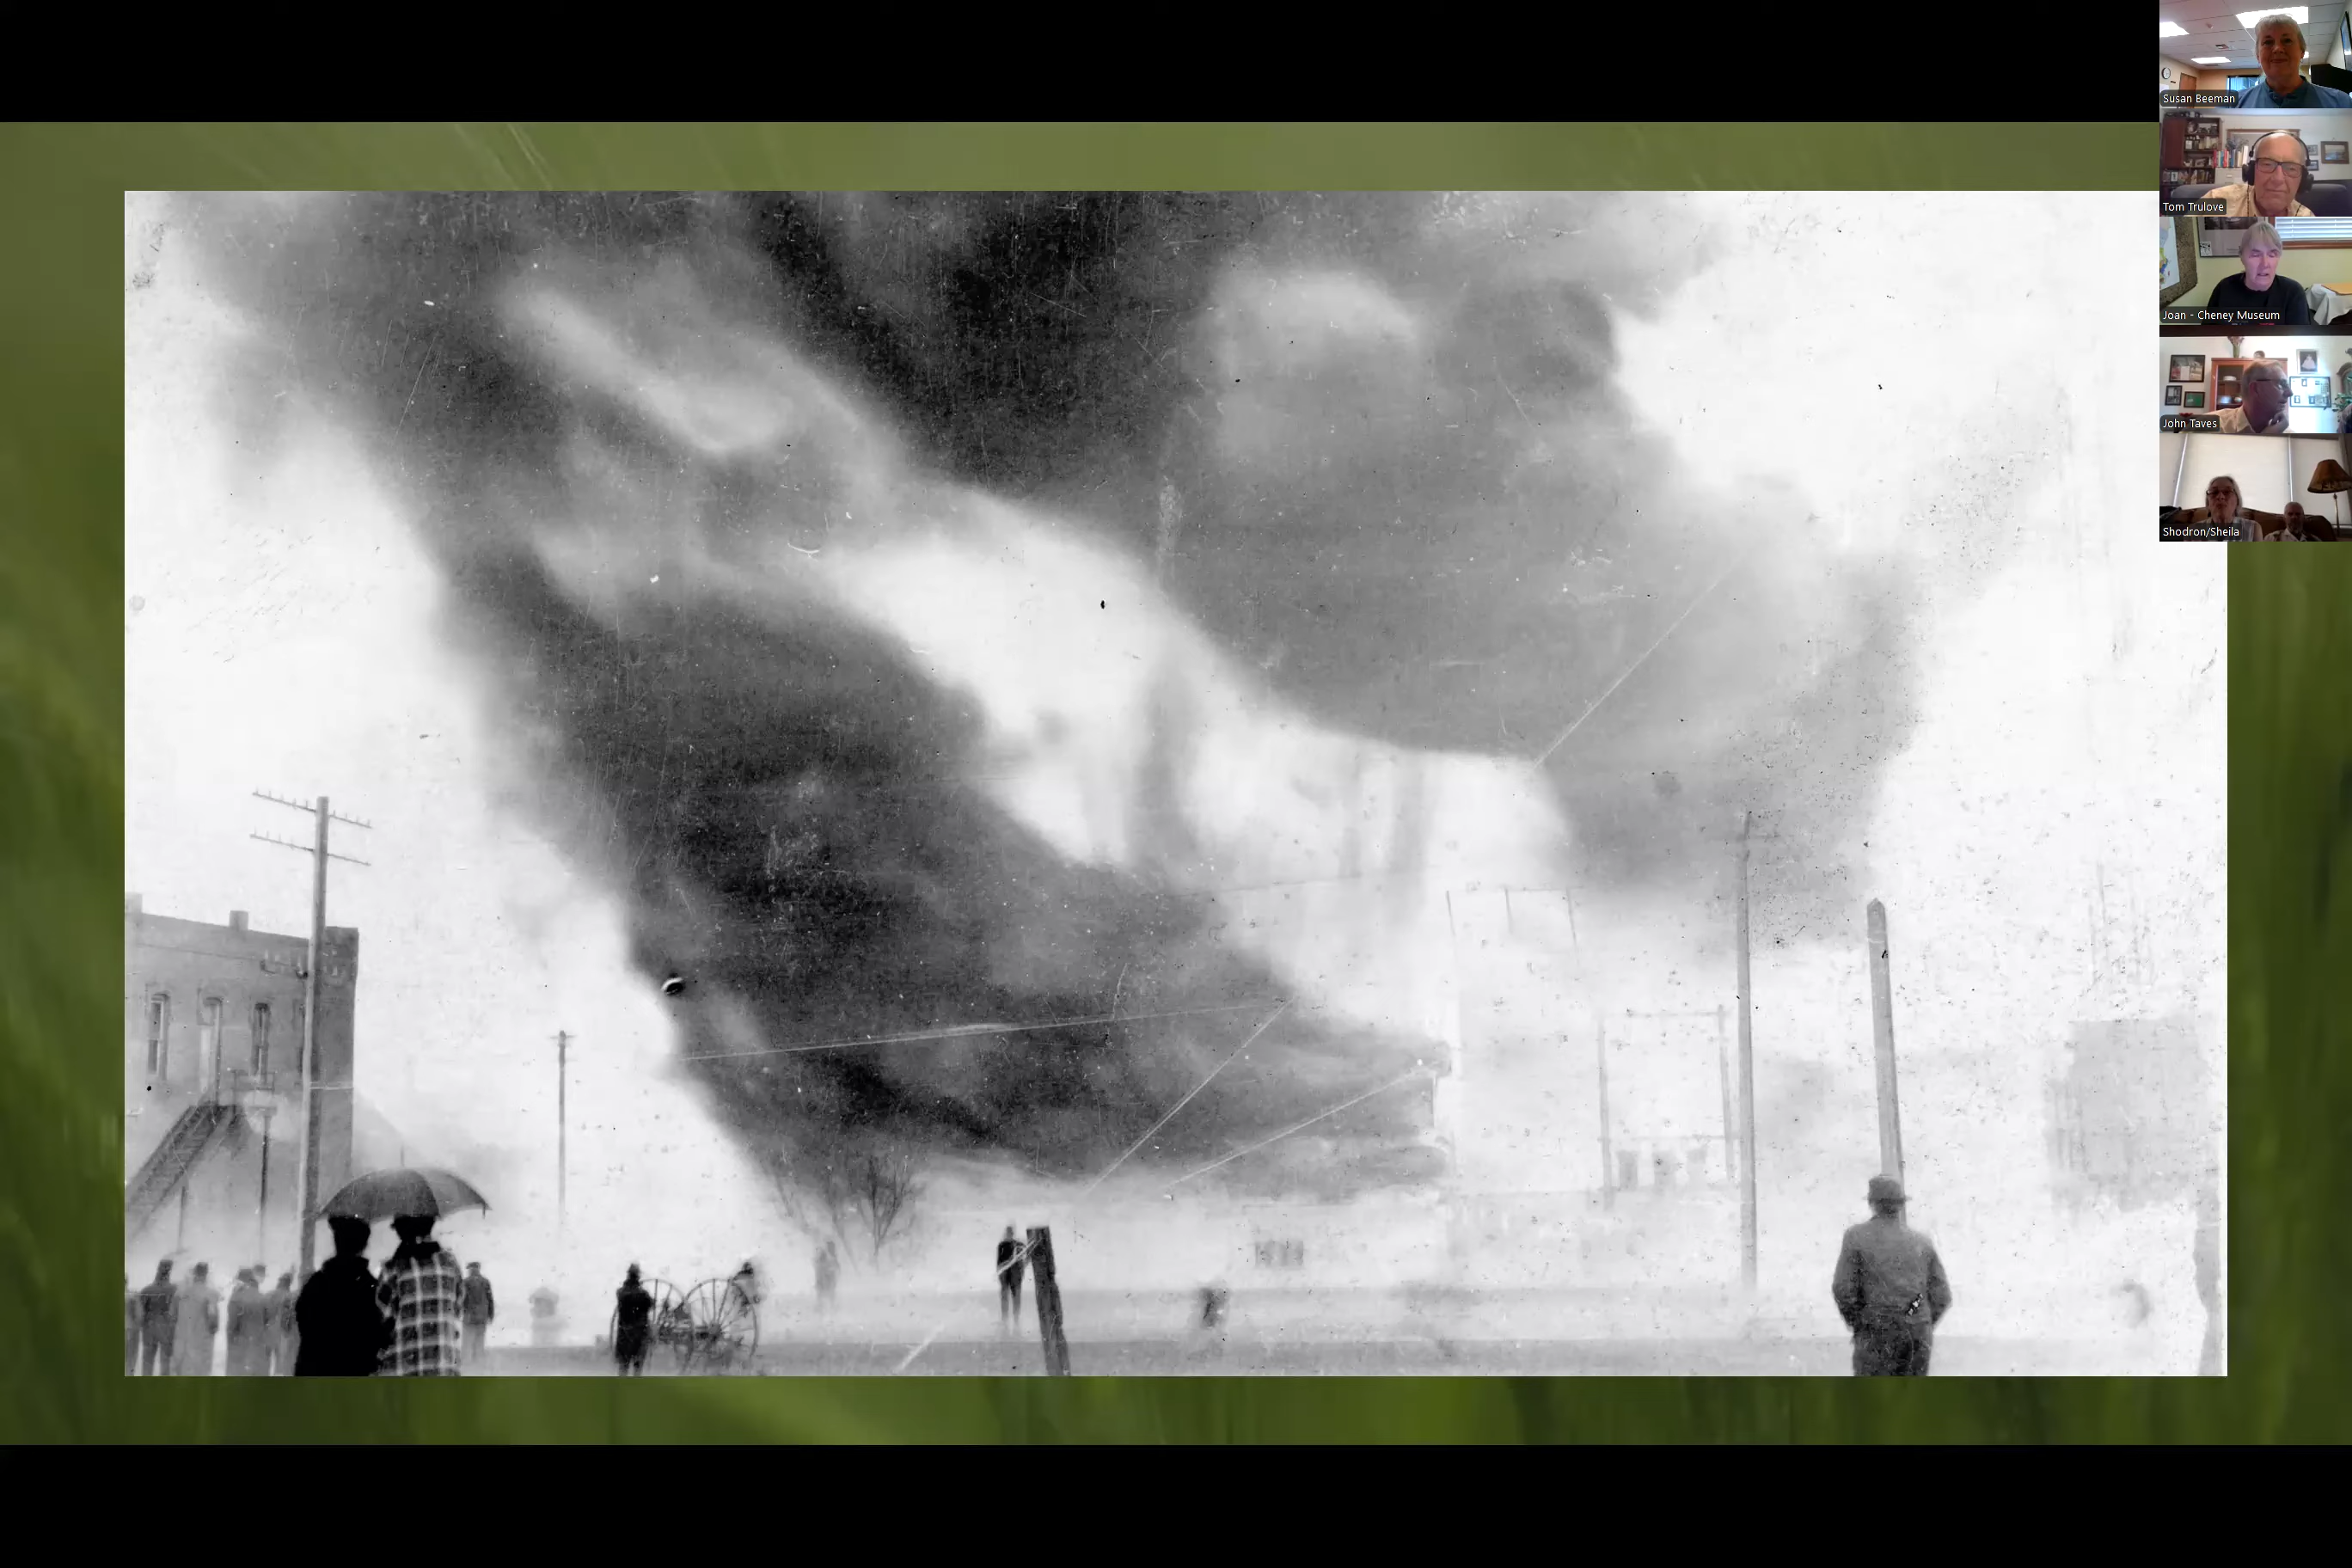 Susan Beeman
Tom Trulove
Joan - Cheney Museum
John Taves
Shodron/Sheila